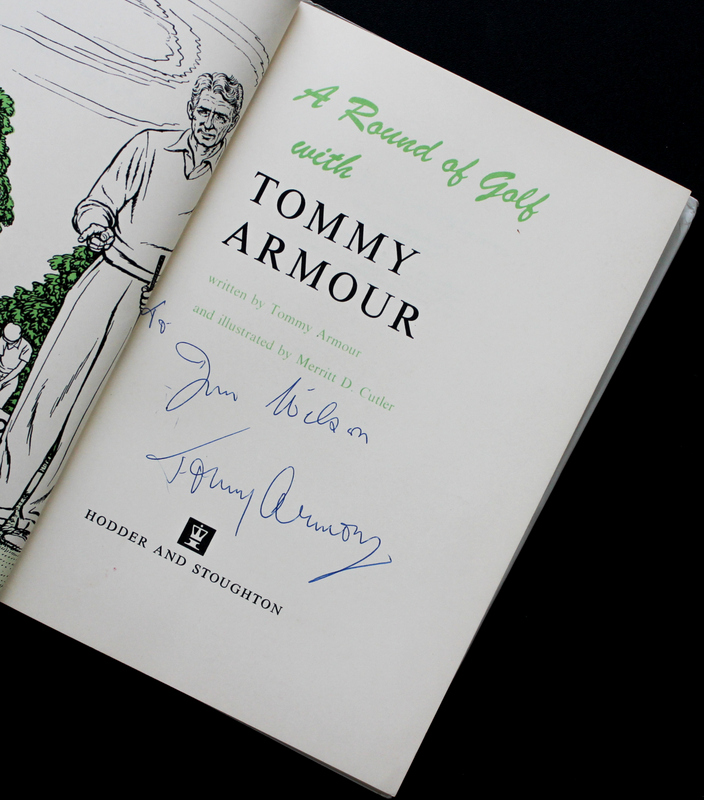 A Round of Golf
with
TOMMY
ARMOUR
written by Tommy Armour
and illustrated by Merritt D. Cutler
To
Jim Wilson
Tommy Armour
HODDER AND STOUGHTON